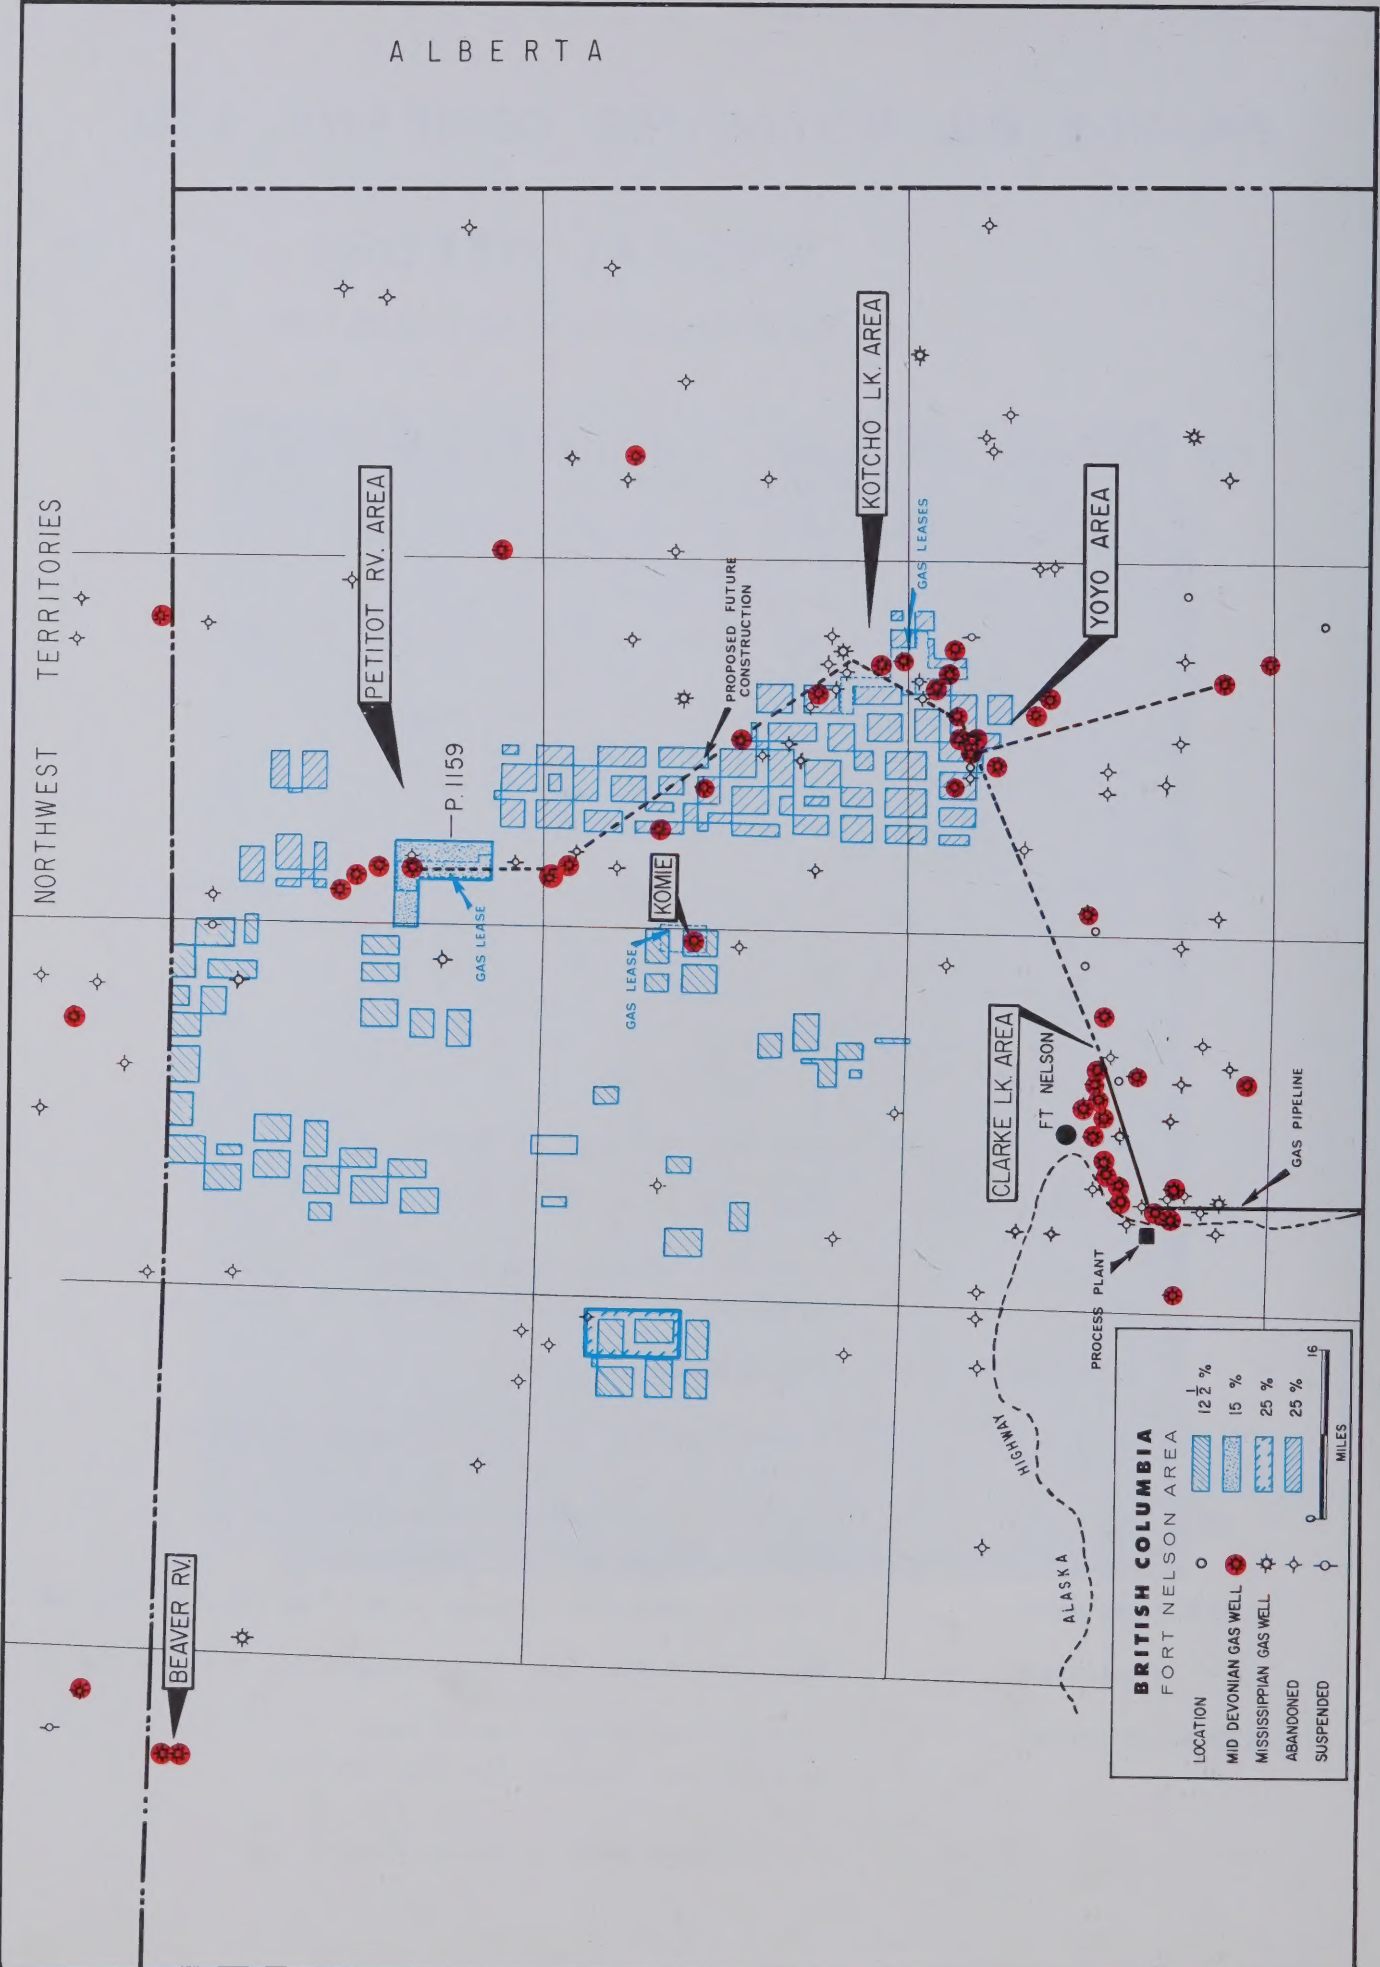 ALBERTA
NORTHWEST TERRITORIES
PETITOT RV. AREA
KOTCHO LK. AREA
GAS LEASES
YOYO AREA
PROPOSED FUTURE
CONSTRUCTION
P. 1159
GAS LEASE
KOMIE
GAS LEASE
CLARKE LK. AREA
FT NELSON
GAS PIPELINE
PROCESS PLANT
ALASKA HIGHWAY
BEAVER RV.
BRITISH COLUMBIA
FORT NELSON AREA
LOCATION 12 1/2 %
MID DEVONIAN GAS WELL 15 %
MISSISSIPPIAN GAS WELL 25 %
ABANDONED 25 %
SUSPENDED 0 16
MILES